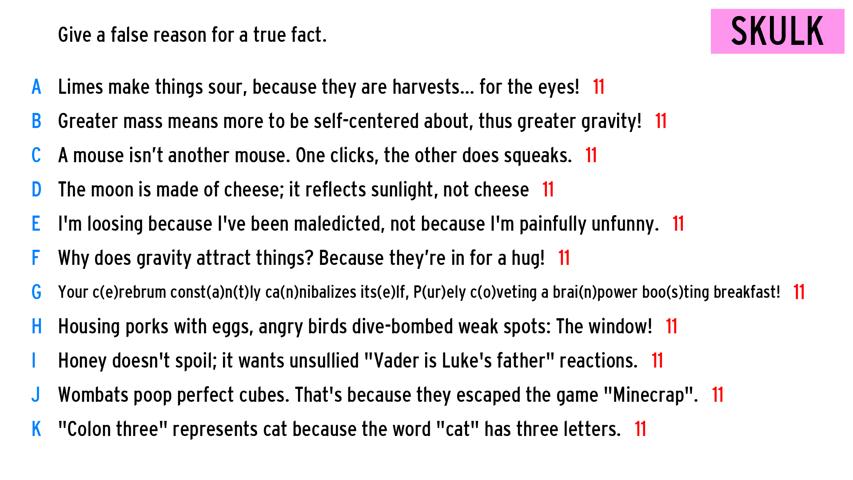 Give a false reason for a true fact.
SKULK
A Limes make things sour, because they are harvests... for the eyes! 11
B Greater mass means more to be self-centered about, thus greater gravity! 11
C A mouse isn't another mouse. One clicks, the other does squeaks. 11
D The moon is made of cheese; it reflects sunlight, not cheese 11
E I'm loosing because I've been maledicted, not because I'm painfully unfunny. 11
F Why does gravity attract things? Because they're in for a hug! 11
G Your c(e)rebrum const(a)n(t)ly ca(n)nibalizes its(e)lf, P(ur)ely c(o)veting a brai(n)power boo(s)ting breakfast! 11
H Housing porks with eggs, angry birds dive-bombed weak spots: The window! 11
I Honey doesn't spoil; it wants unsullied "Vader is Luke's father" reactions. 11
J Wombats poop perfect cubes. That's because they escaped the game "Minecrap". 11
K "Colon three" represents cat because the word "cat" has three letters. 11